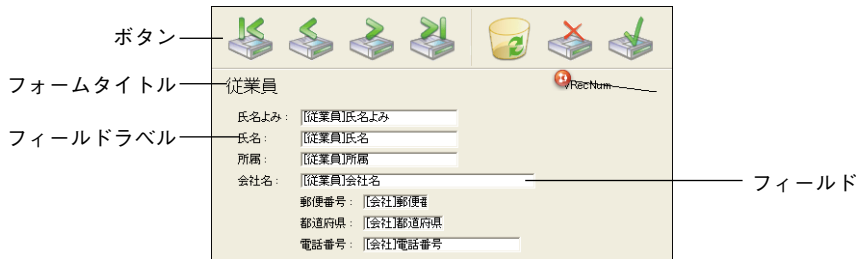 ボタン
フォームタイトル
従業員
VRecNum
氏名よみ： [従業員]氏名よみ
フィールドラベル
氏名： [従業員]氏名
所属： [従業員]所属
会社名： [従業員]会社名
フィールド
郵便番号： [会社]郵便
都道府県： [会社]都道府県
電話番号： [会社]電話番号